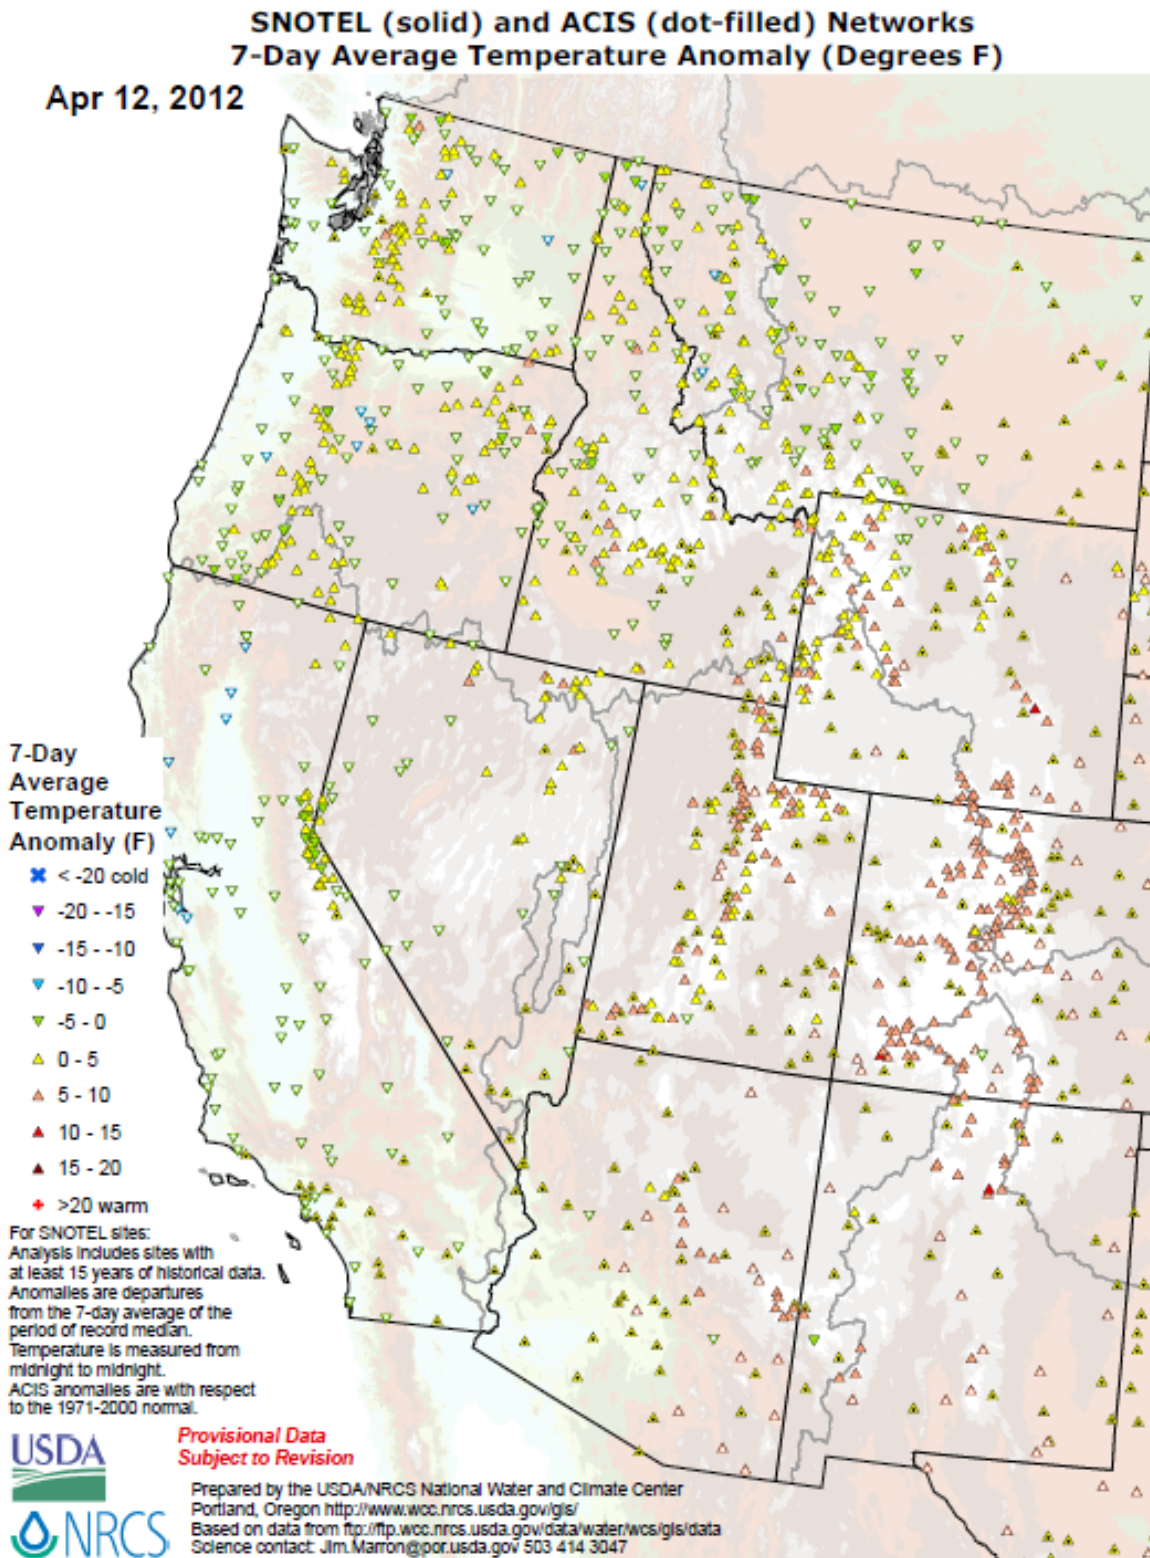 SNOTEL (solid) and ACIS (dot-filled) Networks
7-Day Average Temperature Anomaly (Degrees F)
Apr 12, 2012
7-Day
Average
Temperature
Anomaly (F)
< -20 cold
-20 - -15
-15 - -10
-10 - -5
-5 - 0
0 - 5
5 - 10
10 - 15
15 - 20
>20 warm
For SNOTEL sites:
Analysis includes sites with
at least 15 years of historical data.
Anomalies are departures
from the 7-day average of the
period of record median.
Temperature is measured from
midnight to midnight.
ACIS anomalies are with respect
to the 1971-2000 normal.
USDA
NRCS
Provisional Data
Subject to Revision
Prepared by the USDA/NRCS National Water and Climate Center
Portland, Oregon http://www.wcc.nrcs.usda.gov/gis/
Based on data from ftp://ftp.wcc.nrcs.usda.gov/data/water/wcs/gis/data
Science contact: Jim.Marron@por.usda.gov 503 414 3047